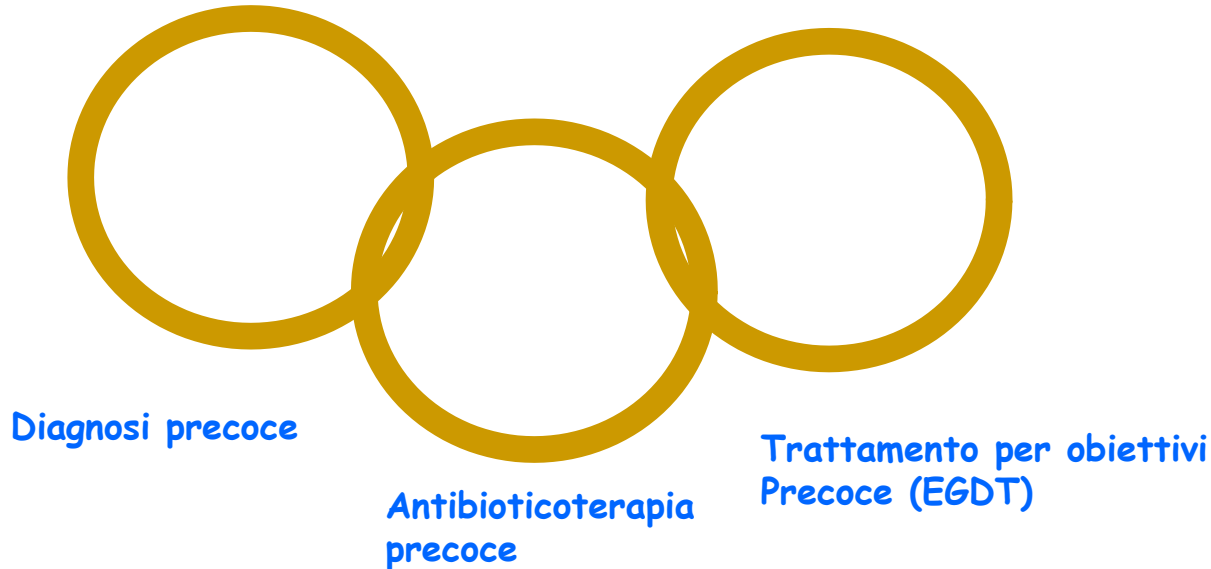 Diagnosi precoce
Antibioticoterapia
precoce
Trattamento per obiettivi
Precoce (EGDT)